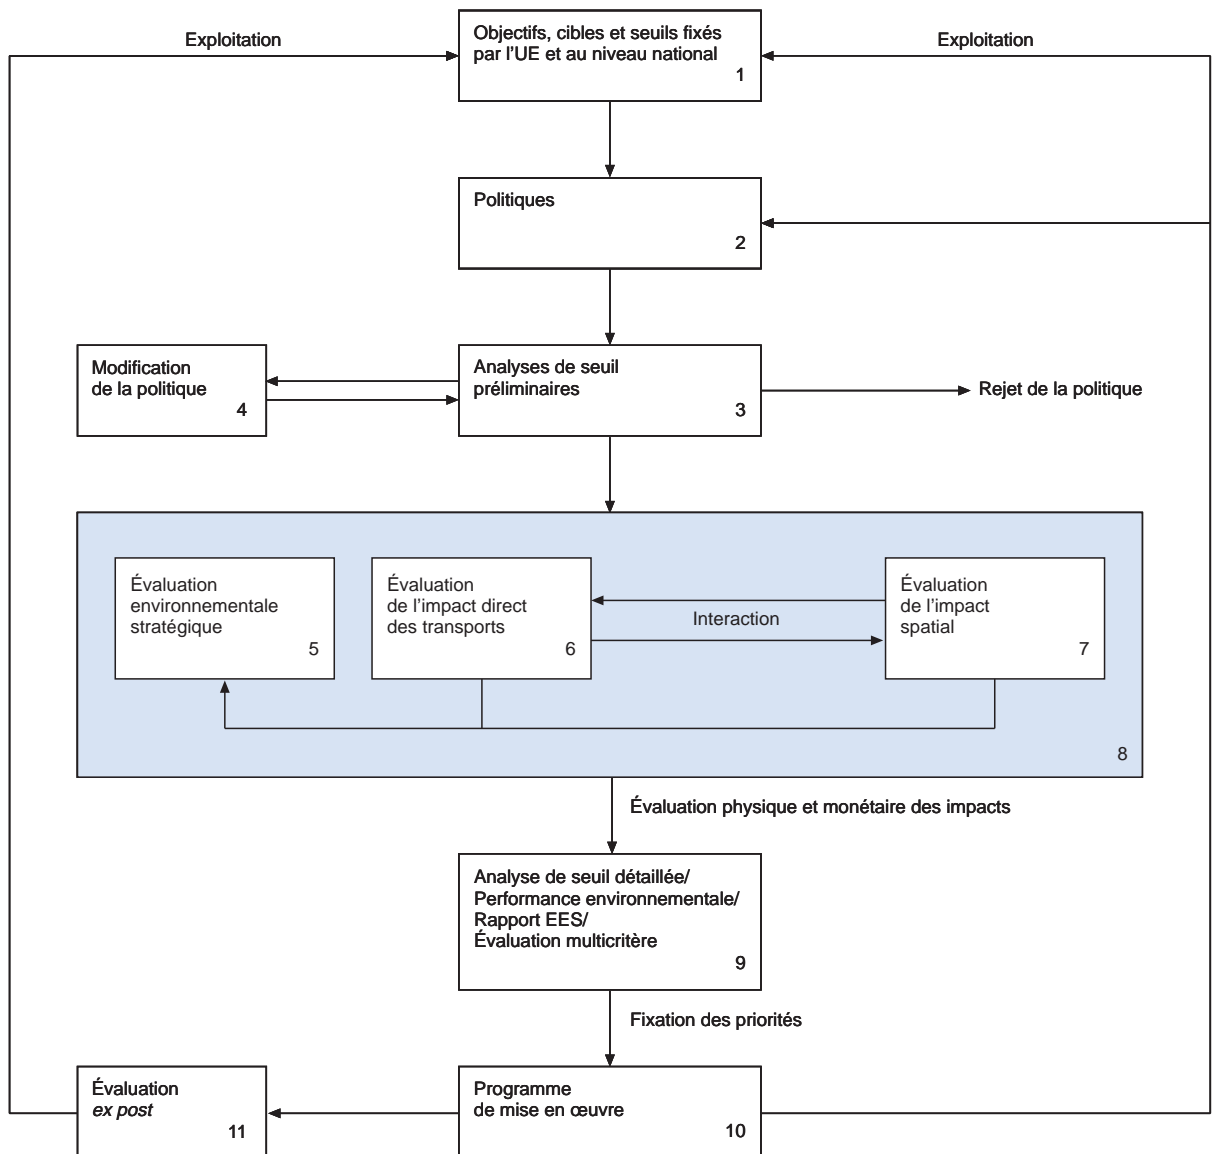 Exploitation
Objectifs, cibles et seuils fixés
par l’UE et au niveau national
1
Exploitation
Politiques
2
Modification
de la politique
4
Analyses de seuil
préliminaires
3
Rejet de la politique
Évaluation
environnementale
stratégique
5
Évaluation
de l’impact direct
des transports
6
Interaction
Évaluation
de l’impact
spatial
7
8
Évaluation physique et monétaire des impacts
Analyse de seuil détaillée/
Performance environnementale/
Rapport EES/
Évaluation multicritère
9
Fixation des priorités
Évaluation
ex post
11
Programme
de mise en œuvre
10